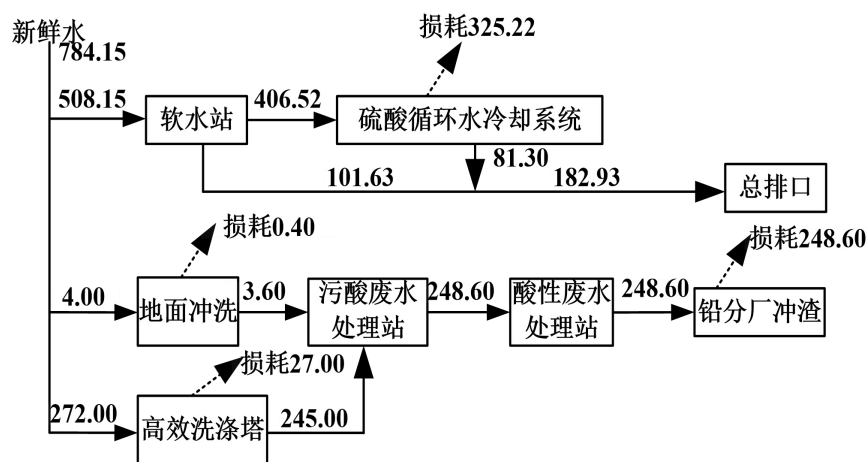 新鲜水
784.15
损耗325.22
508.15
软水站
406.52
硫酸循环水冷却系统
81.30
101.63
182.93
总排口
损耗0.40
损耗248.60
4.00
地面冲洗
3.60
污酸废水
处理站
248.60
酸性废水
处理站
248.60
铅分厂冲渣
损耗27.00
272.00
高效洗涤塔
245.00